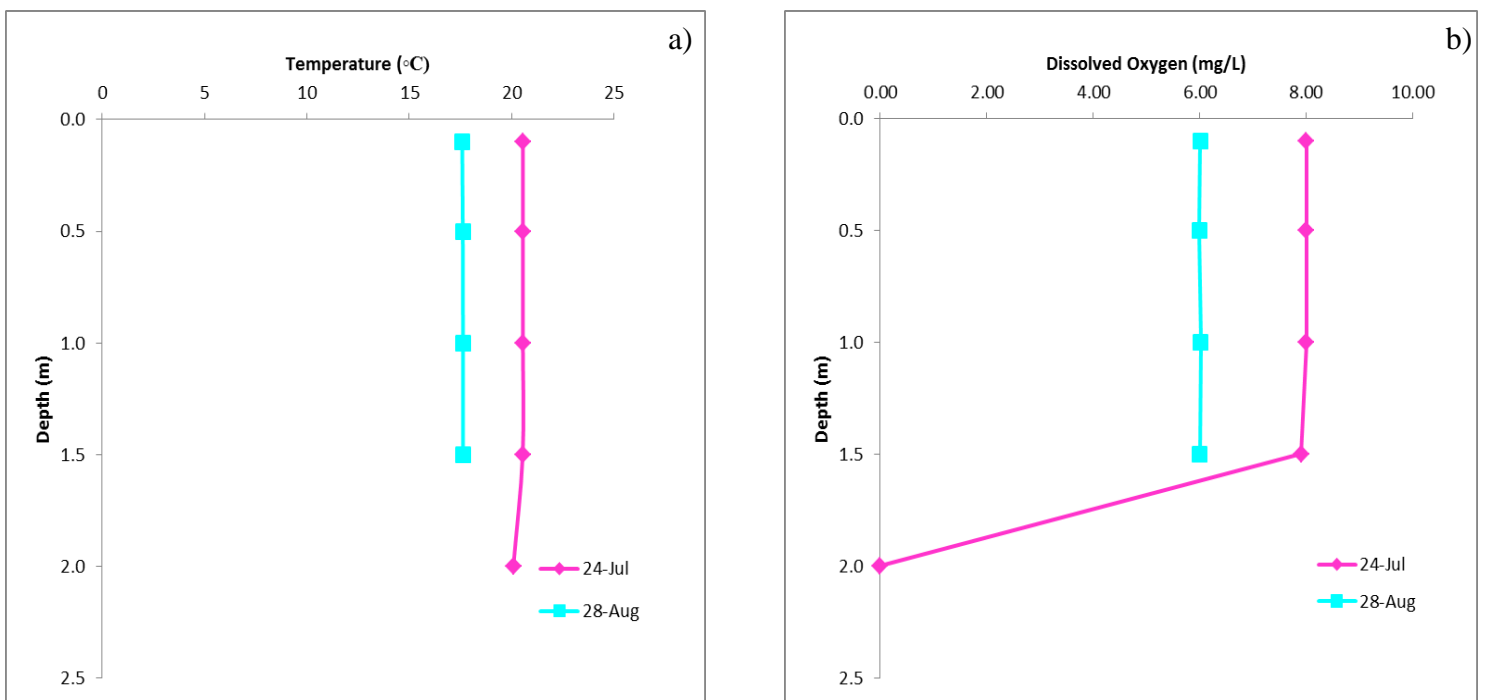 a)
Temperature (◦C)
0 5 10 15 20 25
0.0
0.5
1.0
1.5
2.0
2.5
Depth (m)
24-Jul
28-Aug
b)
Dissolved Oxygen (mg/L)
0.00 2.00 4.00 6.00 8.00 10.00
0.0
0.5
1.0
1.5
2.0
2.5
Depth (m)
24-Jul
28-Aug